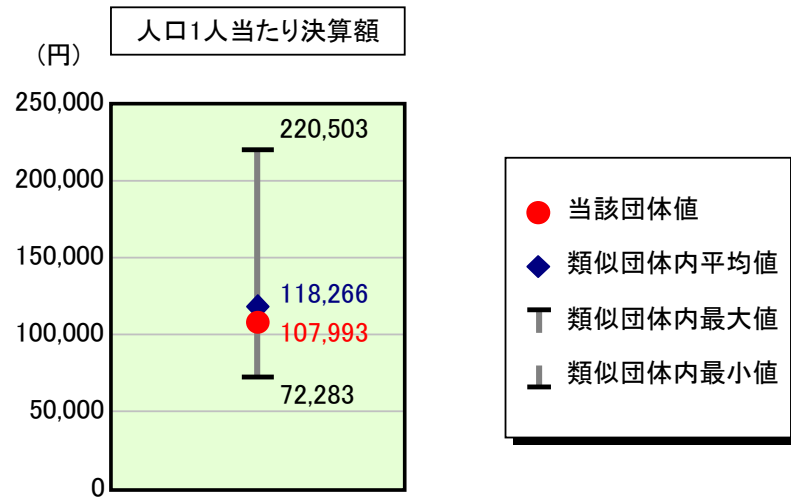 人口1人当たり決算額
(円)
250,000
200,000
150,000
100,000
50,000
0
220,503
118,266
107,993
72,283
当該団体値
類似団体内平均値
類似団体内最大値
類似団体内最小値